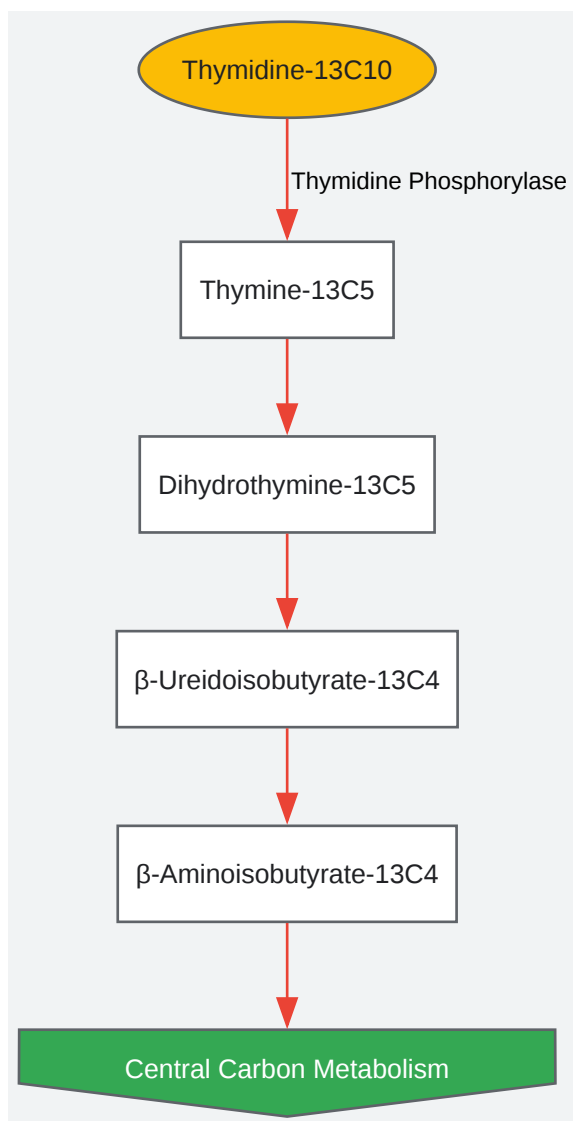 Thymidine-13C10
Thymidine Phosphorylase
Thymine-13C5
Dihydrothymine-13C5
β-Ureidoisobutyrate-13C4
β-Aminoisobutyrate-13C4
Central Carbon Metabolism